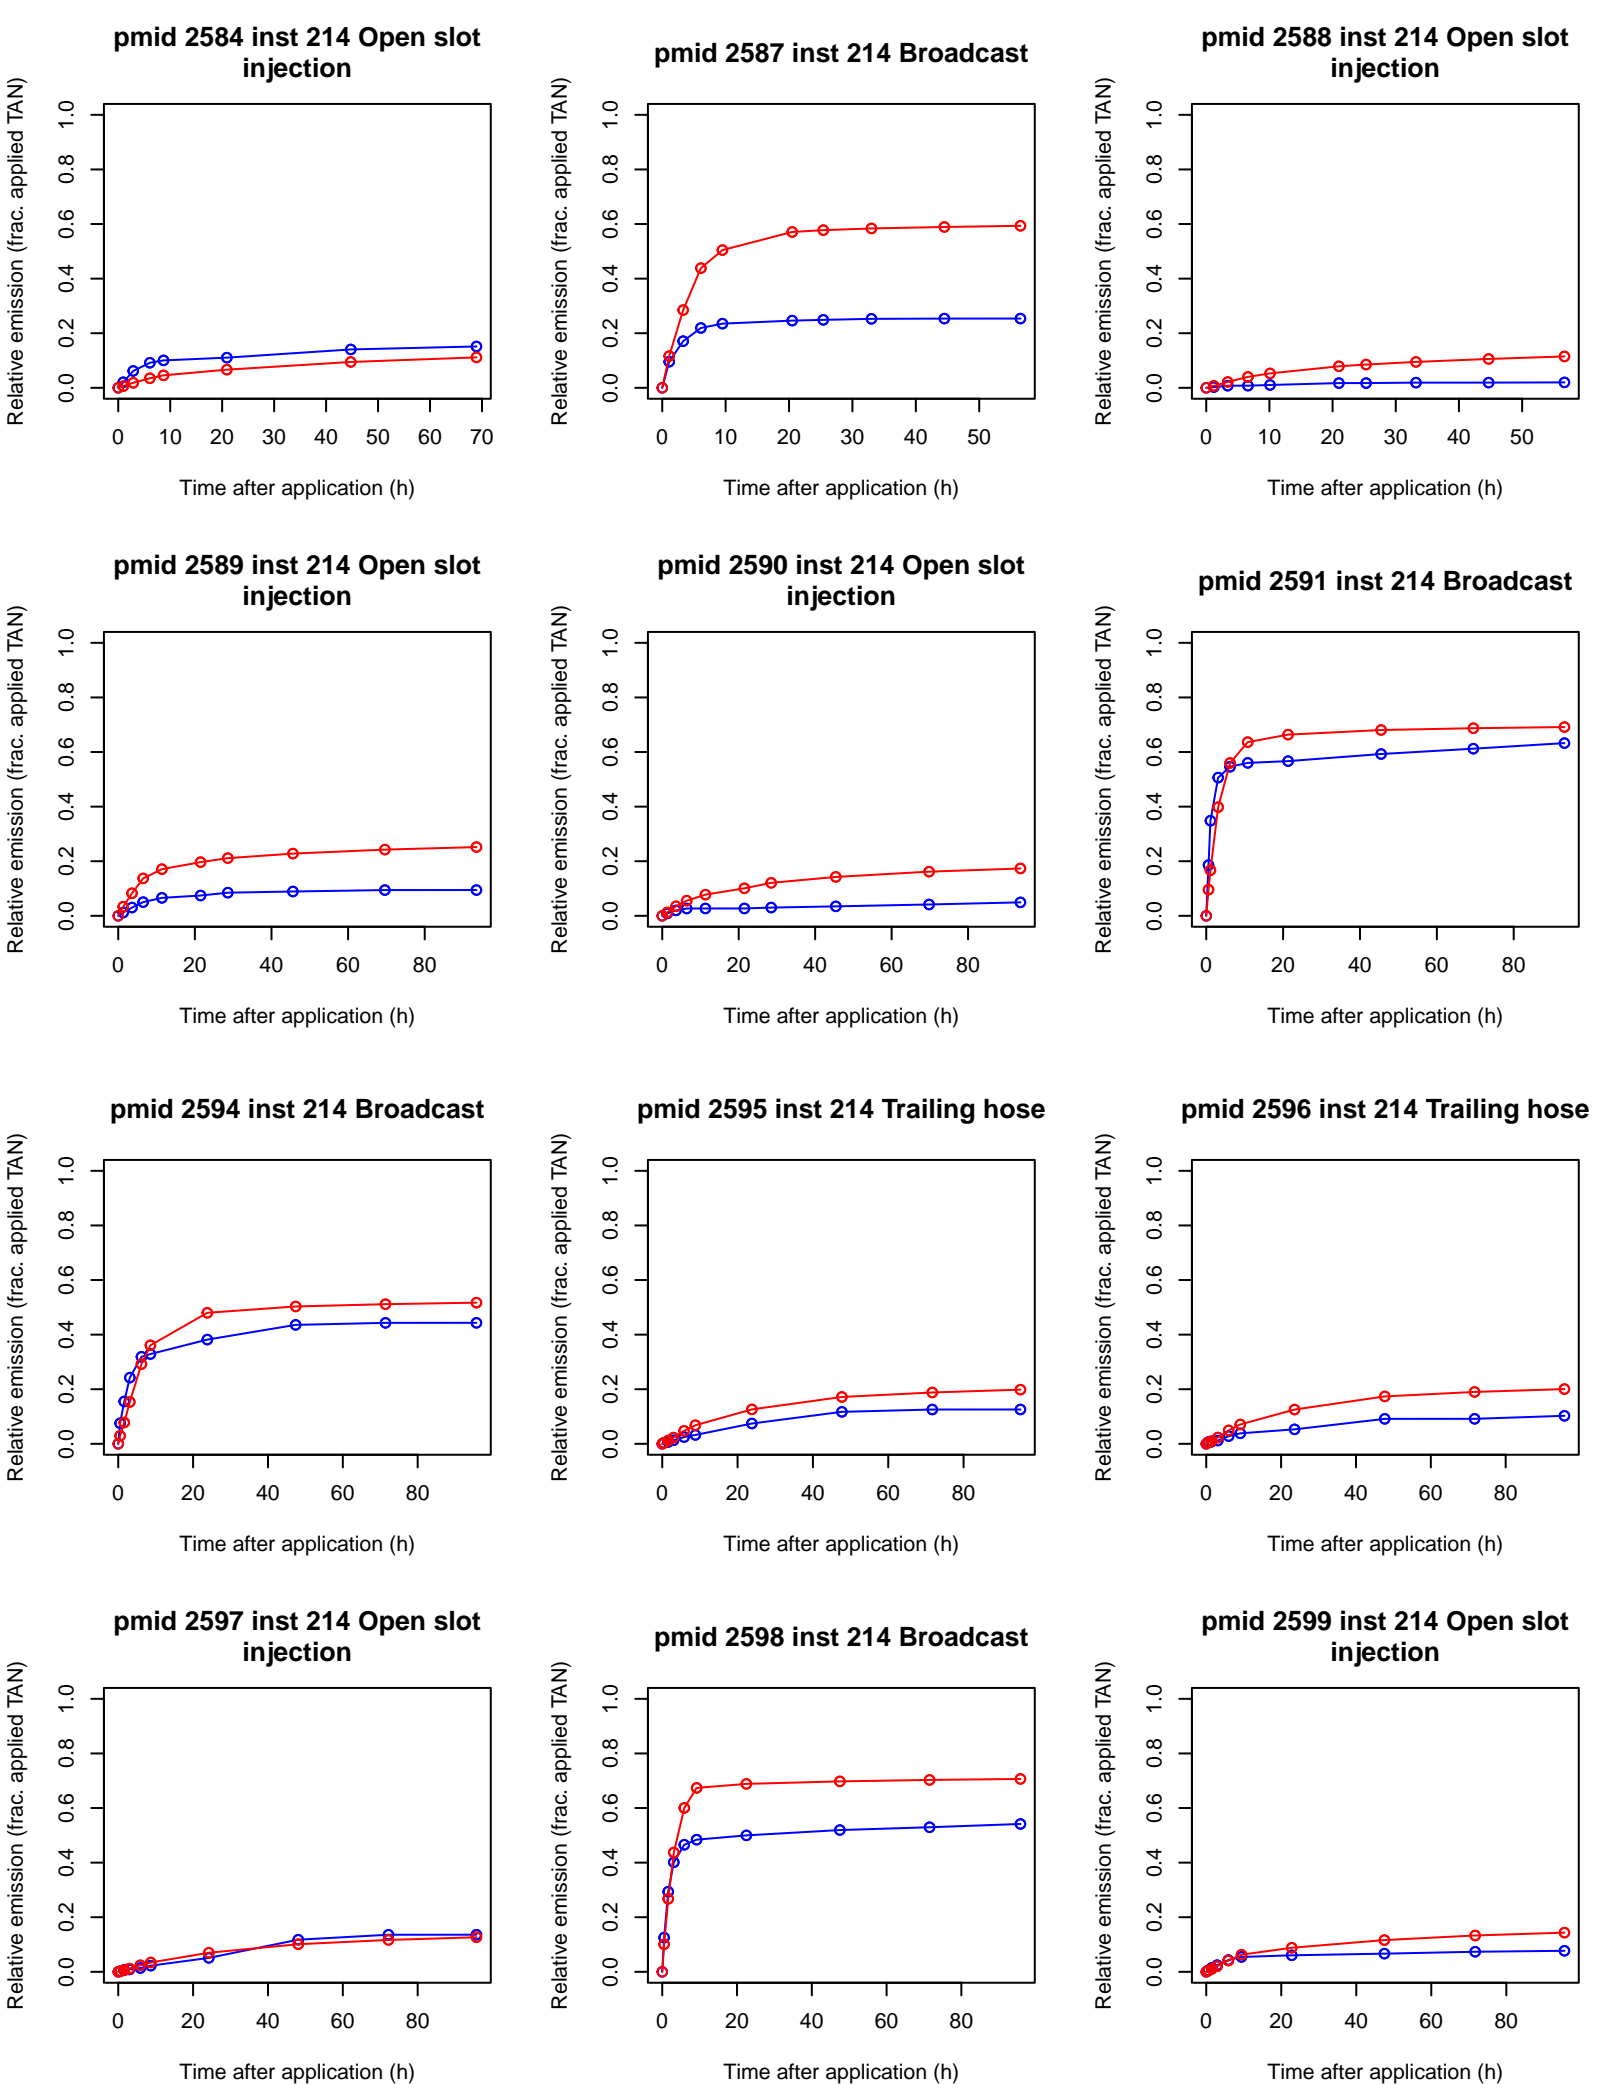 pmid 2584 inst 214 Open slot
injection
Relative emission (frac. applied TAN)
1.0
0.8
0.6
0.4
0.2
0.0
0 10 20 30 40 50 60 70
Time after application (h)
pmid 2587 inst 214 Broadcast
Relative emission (frac. applied TAN)
1.0
0.8
0.6
0.4
0.2
0.0
0 10 20 30 40 50
Time after application (h)
pmid 2588 inst 214 Open slot
injection
Relative emission (frac. applied TAN)
1.0
0.8
0.6
0.4
0.2
0.0
0 10 20 30 40 50
Time after application (h)
pmid 2589 inst 214 Open slot
injection
Relative emission (frac. applied TAN)
1.0
0.8
0.6
0.4
0.2
0.0
0 20 40 60 80
Time after application (h)
pmid 2590 inst 214 Open slot
injection
Relative emission (frac. applied TAN)
1.0
0.8
0.6
0.4
0.2
0.0
0 20 40 60 80
Time after application (h)
pmid 2591 inst 214 Broadcast
Relative emission (frac. applied TAN)
1.0
0.8
0.6
0.4
0.2
0.0
0 20 40 60 80
Time after application (h)
pmid 2594 inst 214 Broadcast
Relative emission (frac. applied TAN)
1.0
0.8
0.6
0.4
0.2
0.0
0 20 40 60 80
Time after application (h)
pmid 2595 inst 214 Trailing hose
Relative emission (frac. applied TAN)
1.0
0.8
0.6
0.4
0.2
0.0
0 20 40 60 80
Time after application (h)
pmid 2596 inst 214 Trailing hose
Relative emission (frac. applied TAN)
1.0
0.8
0.6
0.4
0.2
0.0
0 20 40 60 80
Time after application (h)
pmid 2597 inst 214 Open slot
injection
Relative emission (frac. applied TAN)
1.0
0.8
0.6
0.4
0.2
0.0
0 20 40 60 80
Time after application (h)
pmid 2598 inst 214 Broadcast
Relative emission (frac. applied TAN)
1.0
0.8
0.6
0.4
0.2
0.0
0 20 40 60 80
Time after application (h)
pmid 2599 inst 214 Open slot
injection
Relative emission (frac. applied TAN)
1.0
0.8
0.6
0.4
0.2
0.0
0 20 40 60 80
Time after application (h)